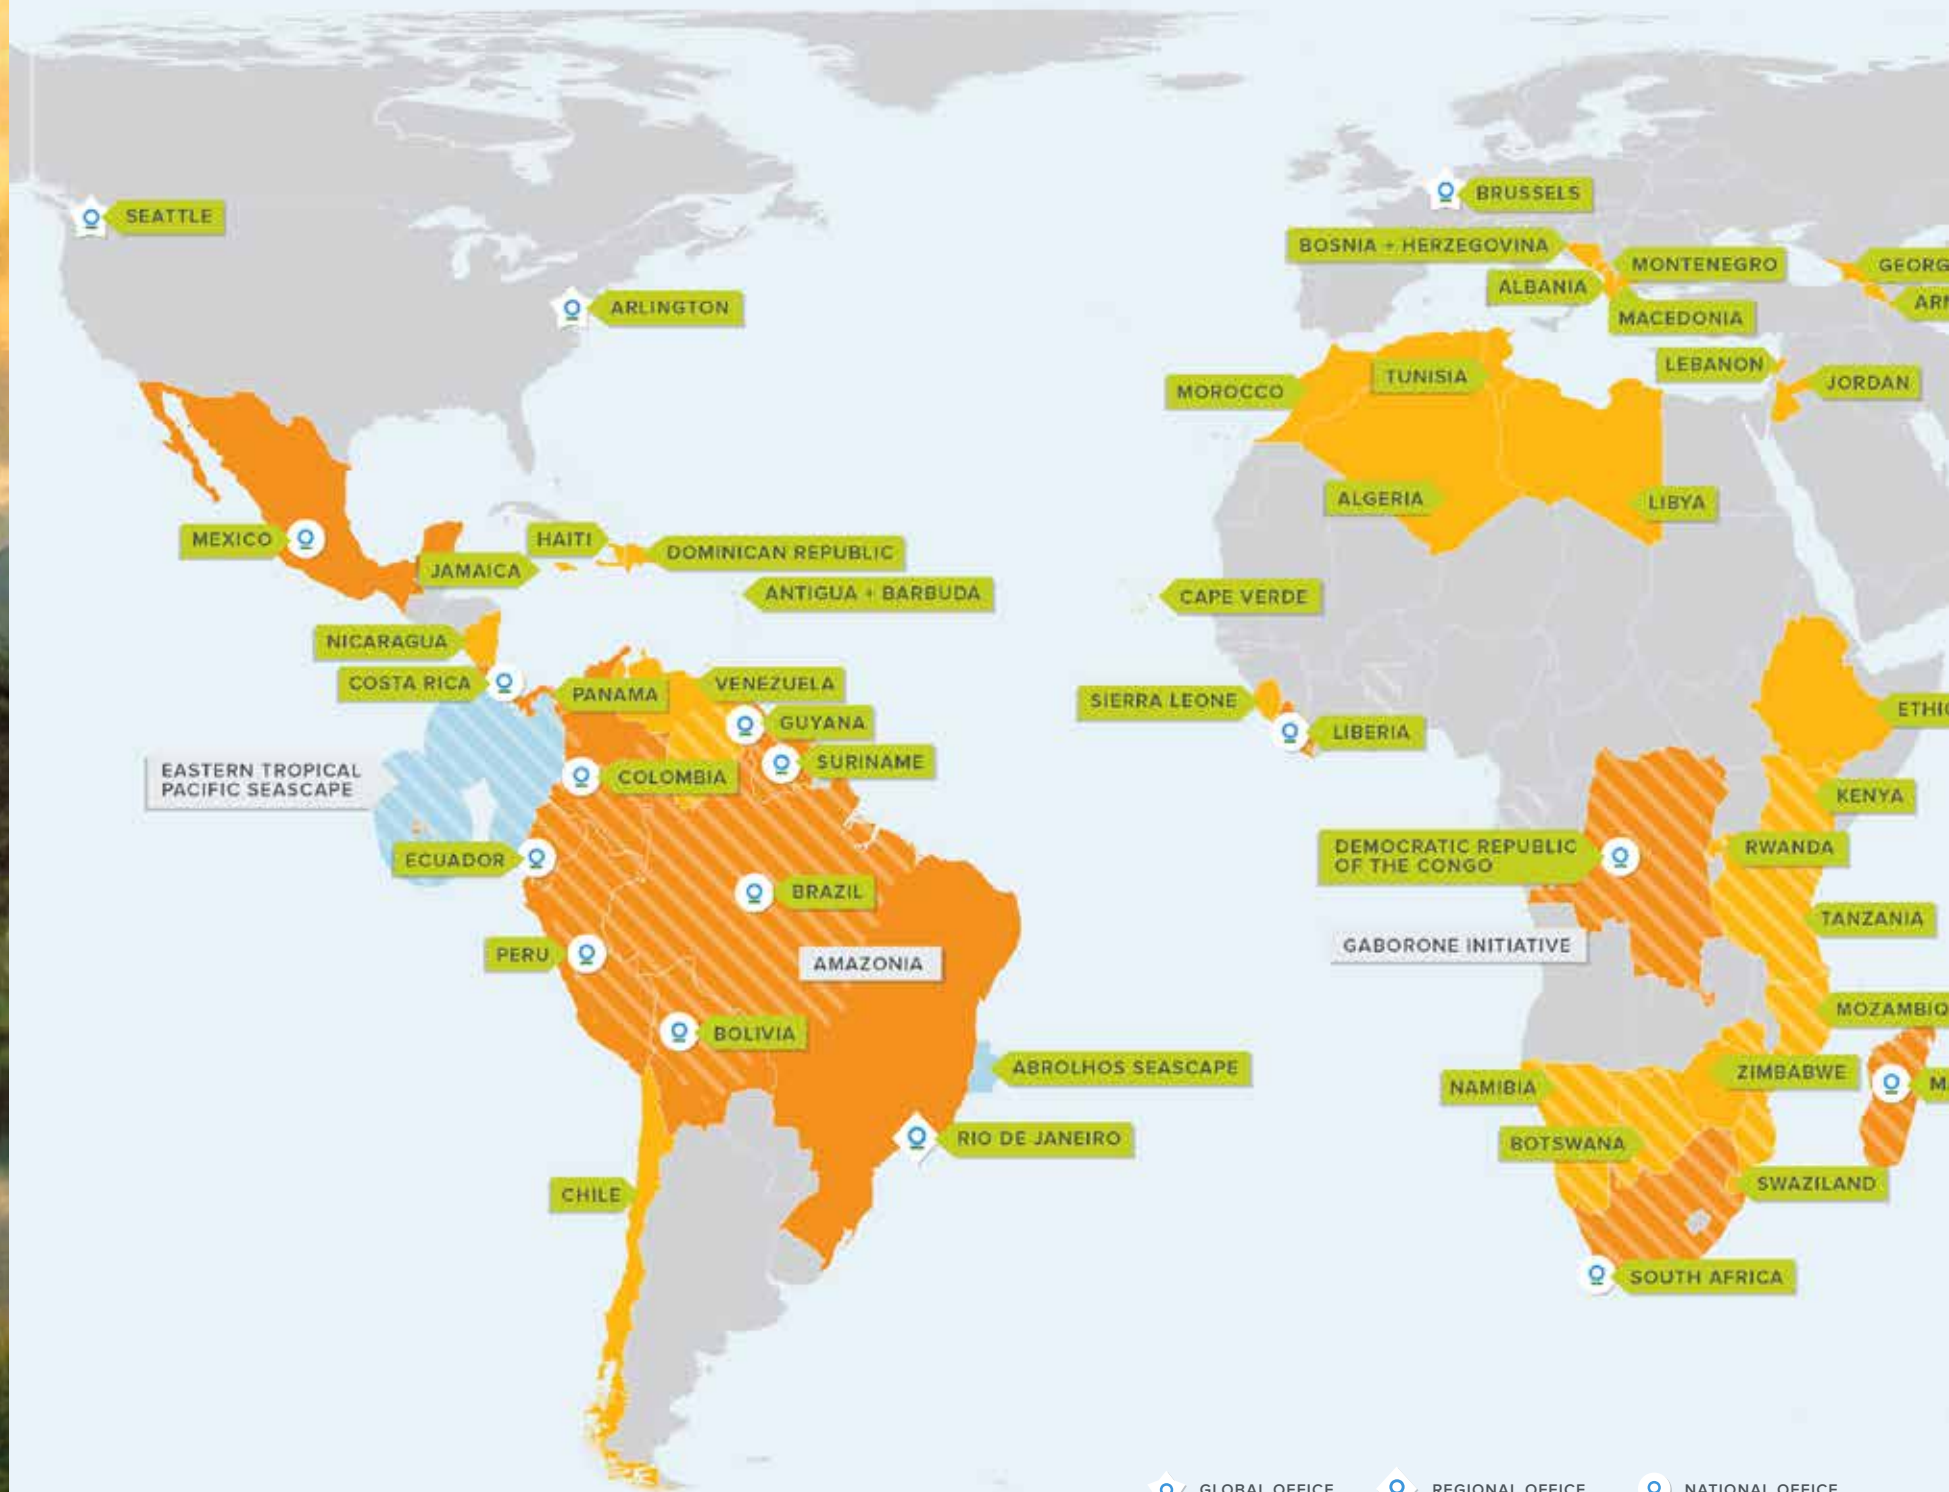 SEATTLE
BRUSSELS
BOSNIA + HERZEGOVINA
MONTENEGRO
GEORG
ALBANIA
ARLINGTON
MACEDONIA
LEBANON
TUNISIA
JORDAN
MOROCCO
ALGERIA
LIBYA
MEXICO
HAITI
DOMINICAN REPUBLIC
JAMAICA
ANTIGUA + BARBUDA
CAPE VERDE
NICARAGUA
COSTA RICA
PANAMA
VENEZUELA
SIERRA LEONE
ETHIO
GUYANA
LIBERIA
SURINAME
EASTERN TROPICAL
PACIFIC SEASCAPE
COLOMBIA
KENYA
DEMOCRATIC REPUBLIC
OF THE CONGO
RWANDA
ECUADOR
BRAZIL
TANZANIA
GABORONE INITIATIVE
PERU
AMAZONIA
MOZAMBIQ
BOLIVIA
ABROLHOS SEASCAPE
ZIMBABWE
NAMIBIA
RIO DE JANEIRO
BOTSWANA
SWAZILAND
CHILE
SOUTH AFRICA
GLOBAL OFFICE
REGIONAL OFFICE
NATIONAL OFFICE